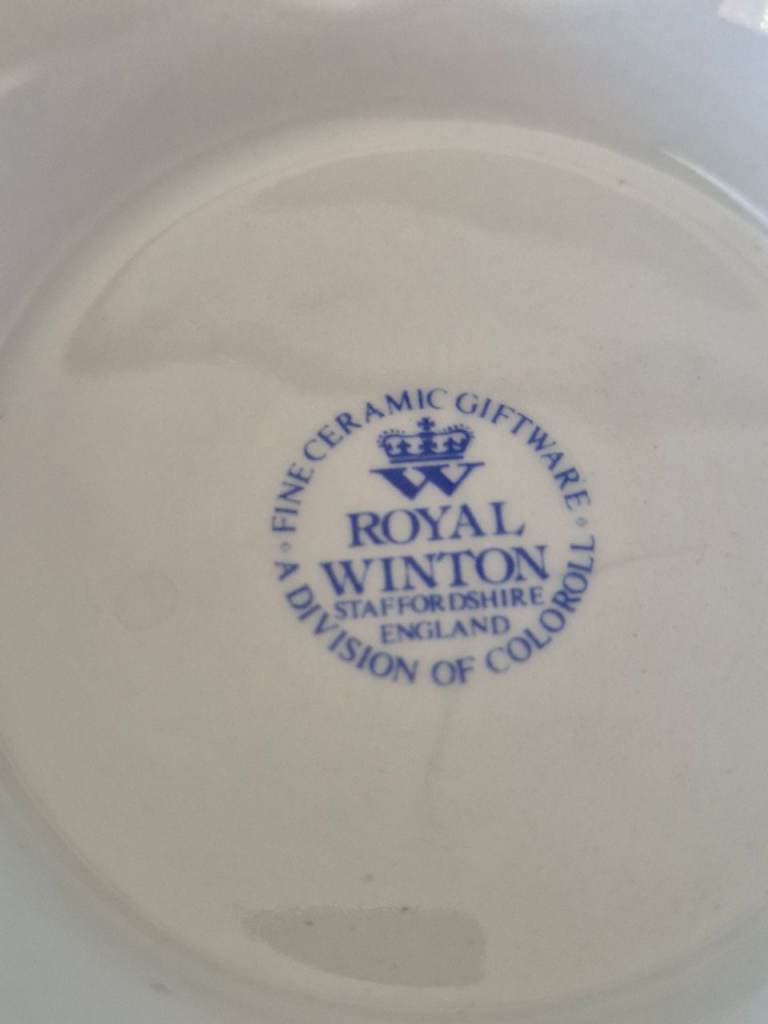 FINE CERAMIC GIFTWARE
W
ROYAL
WINTON
STAFFORDSHIRE
ENGLAND
A DIVISION OF COLOROLL